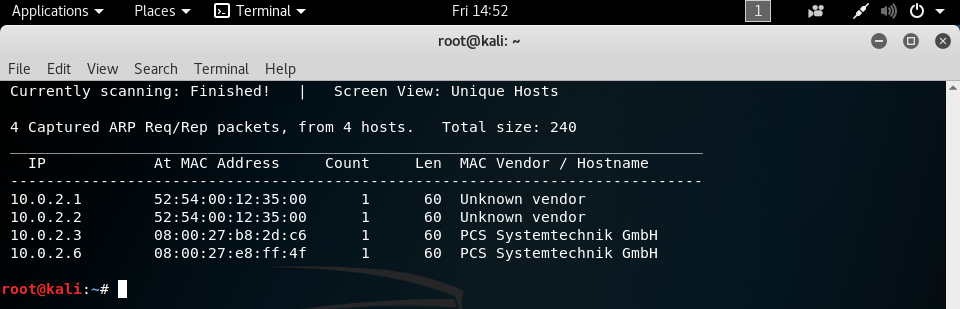 Applications Places Terminal Fri 14:52 1
root@kali: ~
File Edit View Search Terminal Help
Currently scanning: Finished! | Screen View: Unique Hosts
4 Captured ARP Req/Rep packets, from 4 hosts. Total size: 240
_____________________________________________________________________________
IP At MAC Address Count Len MAC Vendor / Hostname
-----------------------------------------------------------------------------
10.0.2.1 52:54:00:12:35:00 1 60 Unknown vendor
10.0.2.2 52:54:00:12:35:00 1 60 Unknown vendor
10.0.2.3 08:00:27:b8:2d:c6 1 60 PCS Systemtechnik GmbH
10.0.2.6 08:00:27:e8:ff:4f 1 60 PCS Systemtechnik GmbH
root@kali:~#